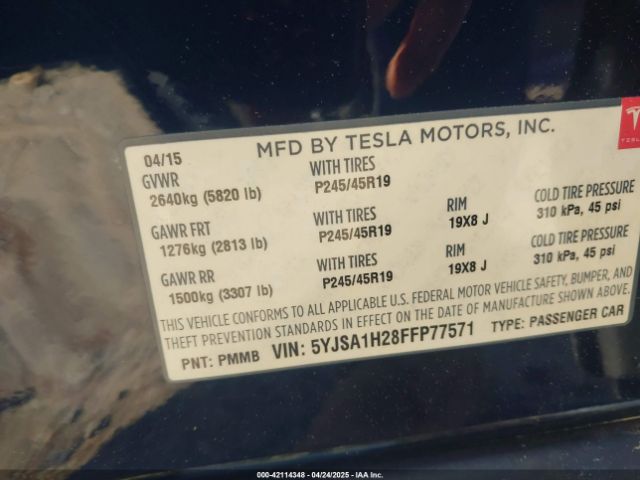 MFD BY TESLA MOTORS, INC.
TESLA
04/15
GVWR WITH TIRES
2640kg (5820 lb) P245/45R19
GAWR FRT WITH TIRES RIM COLD TIRE PRESSURE
1276kg (2813 lb) P245/45R19 19X8 J 310 kPa, 45 psi
GAWR RR WITH TIRES RIM COLD TIRE PRESSURE
1500kg (3307 lb) P245/45R19 19X8 J 310 kPa, 45 psi
THIS VEHICLE CONFORMS TO ALL APPLICABLE U.S. FEDERAL MOTOR VEHICLE SAFETY, BUMPER, AND
THEFT PREVENTION STANDARDS IN EFFECT ON THE DATE OF MANUFACTURE SHOWN ABOVE.
PNT: PMMB VIN: 5YJSA1H28FFP77571 TYPE: PASSENGER CAR
000-42114348 - 04/24/2025 - IAA Inc.